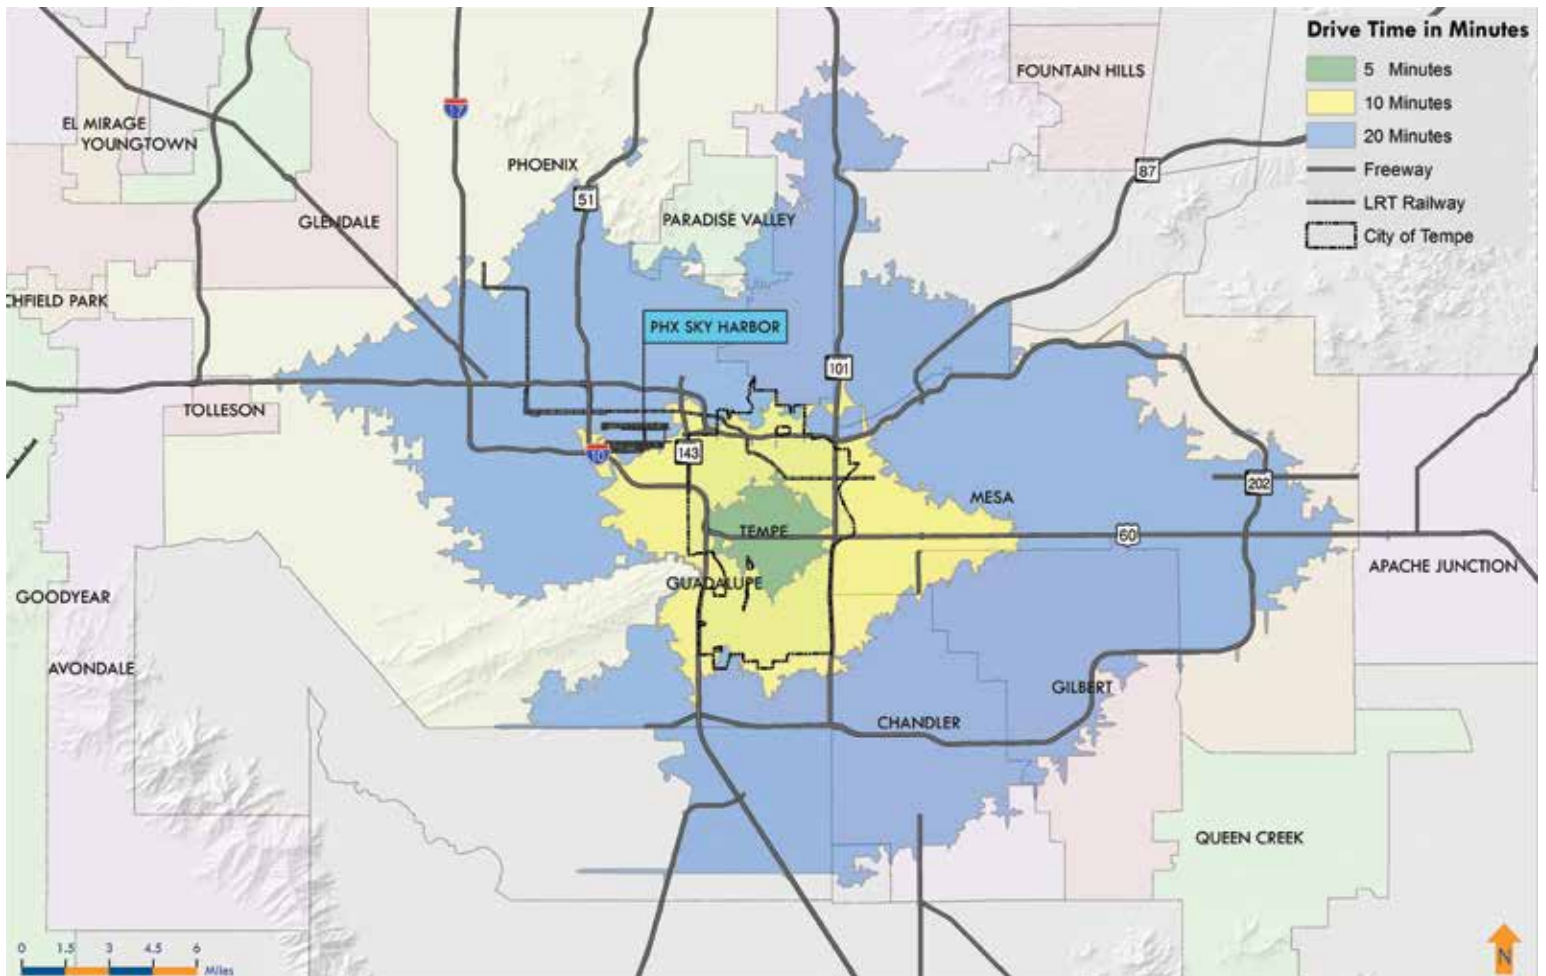 Drive Time in Minutes
5 Minutes
10 Minutes
20 Minutes
Freeway
LRT Railway
City of Tempe
FOUNTAIN HILLS
17
EL MIRAGE
YOUNGTOWN
PHOENIX
87
51
GLENDALE
PARADISE VALLEY
CHFIELD PARK
PHX SKY HARBOR
101
TOLLESON
10
143
202
MESA
TEMPE
60
APACHE JUNCTION
GUADALUPE
GOODYEAR
AVONDALE
GILBERT
CHANDLER
QUEEN CREEK
0 1.5 3 4.5 6
Miles
N